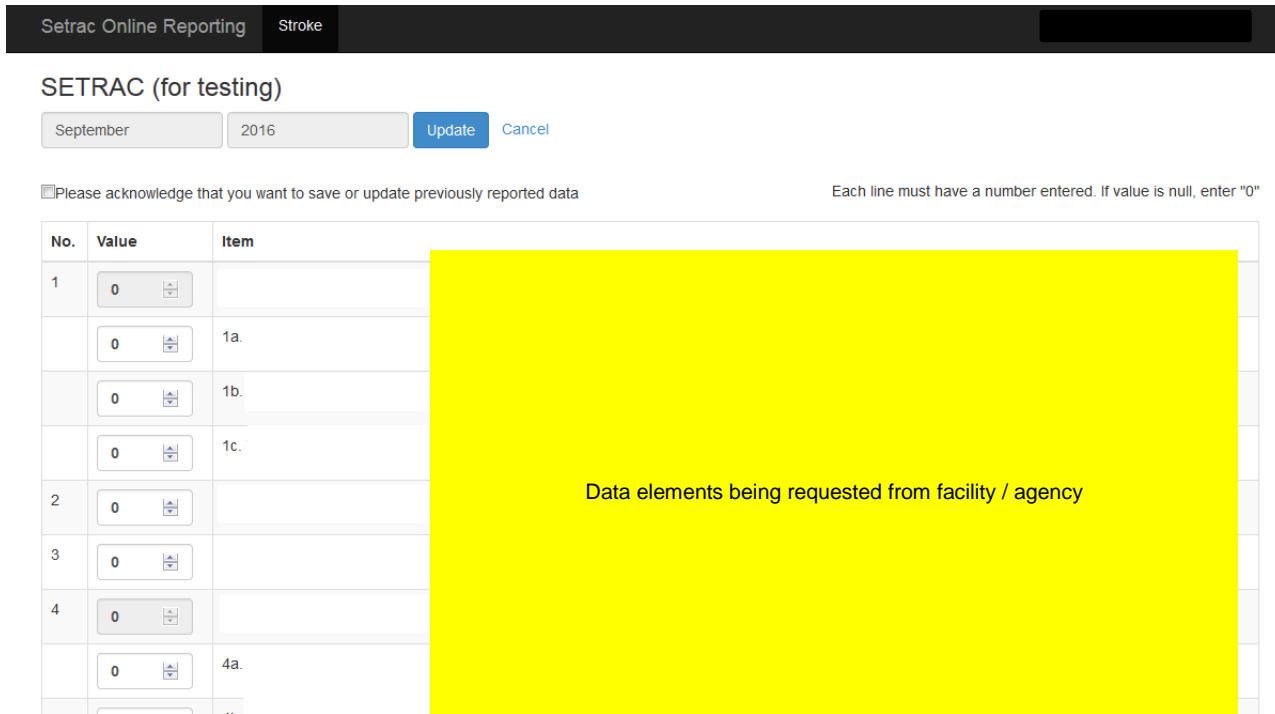 Setrac Online Reporting Stroke
SETRAC (for testing)
September 2016 Update Cancel
Please acknowledge that you want to save or update previously reported data
Each line must have a number entered. If value is null, enter "0"
No. Value Item
1 0
0 1a.
0 1b.
0 1c.
Data elements being requested from facility / agency
2 0
3 0
4 0
0 4a.